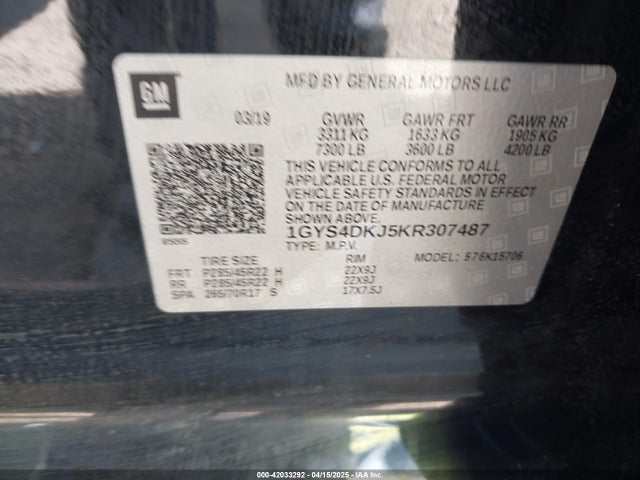 GM
MFD BY GENERAL MOTORS LLC
03/19 GVWR GAWR FRT GAWR RR
3311 KG 1633 KG 1905 KG
7300 LB 3600 LB 4200 LB
THIS VEHICLE CONFORMS TO ALL
APPLICABLE U.S. FEDERAL MOTOR
VEHICLE SAFETY STANDARDS IN EFFECT
ON THE DATE OF MANUFACTURE
SHOWN ABOVE.
1GYS4DKJ5KR307487
TYPE: M.P.V. MODEL: 576K15706
TIRE SIZE RIM
FRT P285/45R22 H 22X9J
RR P285/45R22 H 22X9J
SPA 265/70R17 S 17X7.5J
000-42033292 - 04/15/2025 - IAA Inc.